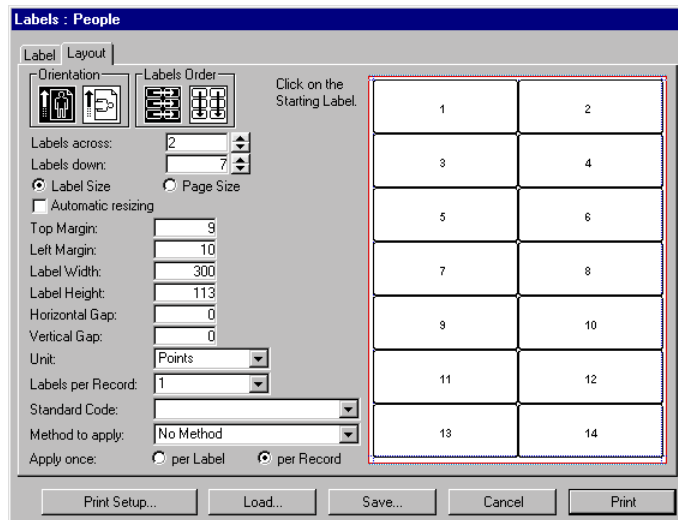 Labels : People
Label Layout
Orientation Labels Order
Click on the
Starting Label.
Labels across: 2
Labels down: 7
Label Size Page Size
Automatic resizing
Top Margin: 9
Left Margin: 10
Label Width: 300
Label Height: 113
Horizontal Gap: 0
Vertical Gap: 0
Unit: Points
Labels per Record: 1
Standard Code:
Method to apply: No Method
Apply once: per Label per Record
1 2
3 4
5 6
7 8
9 10
11 12
13 14
Print Setup... Load... Save... Cancel Print